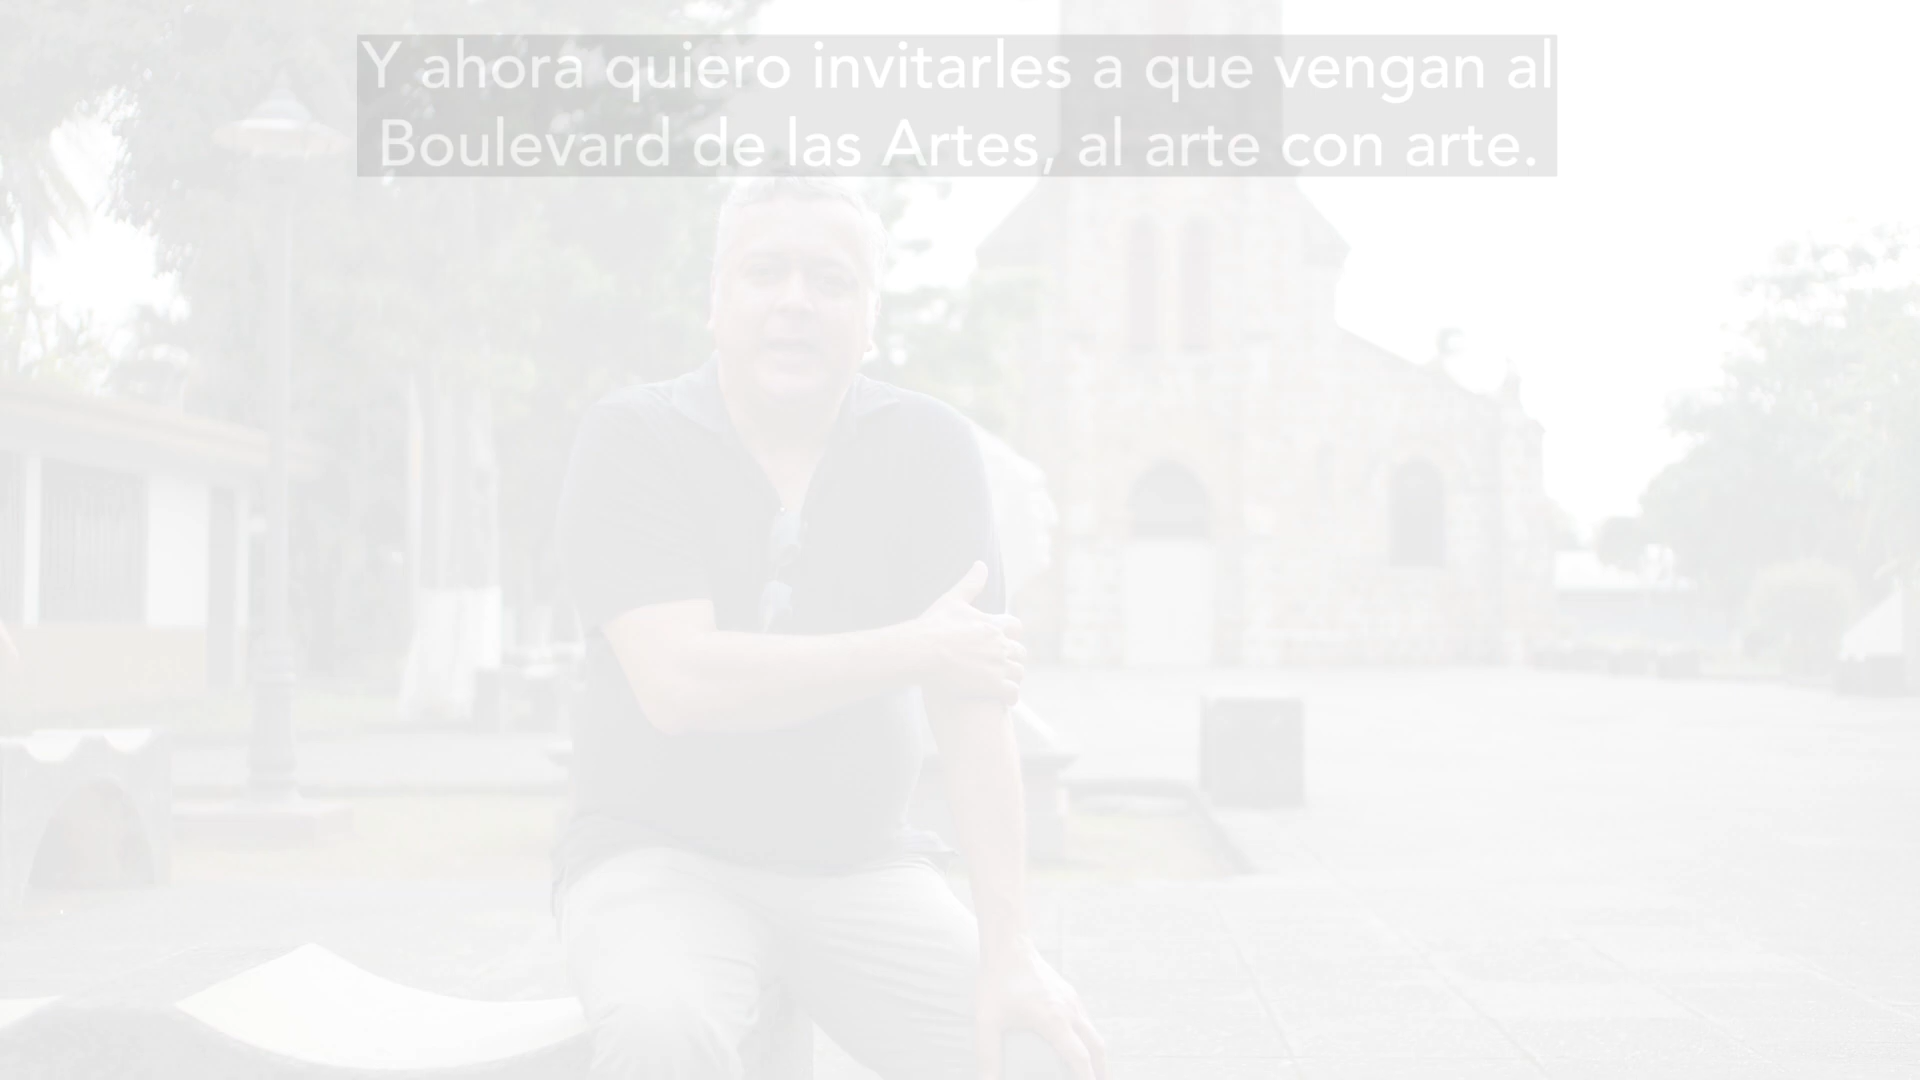 Y ahora quiero invitarles a que vengan al
Boulevard de las Artes, al arte con arte.